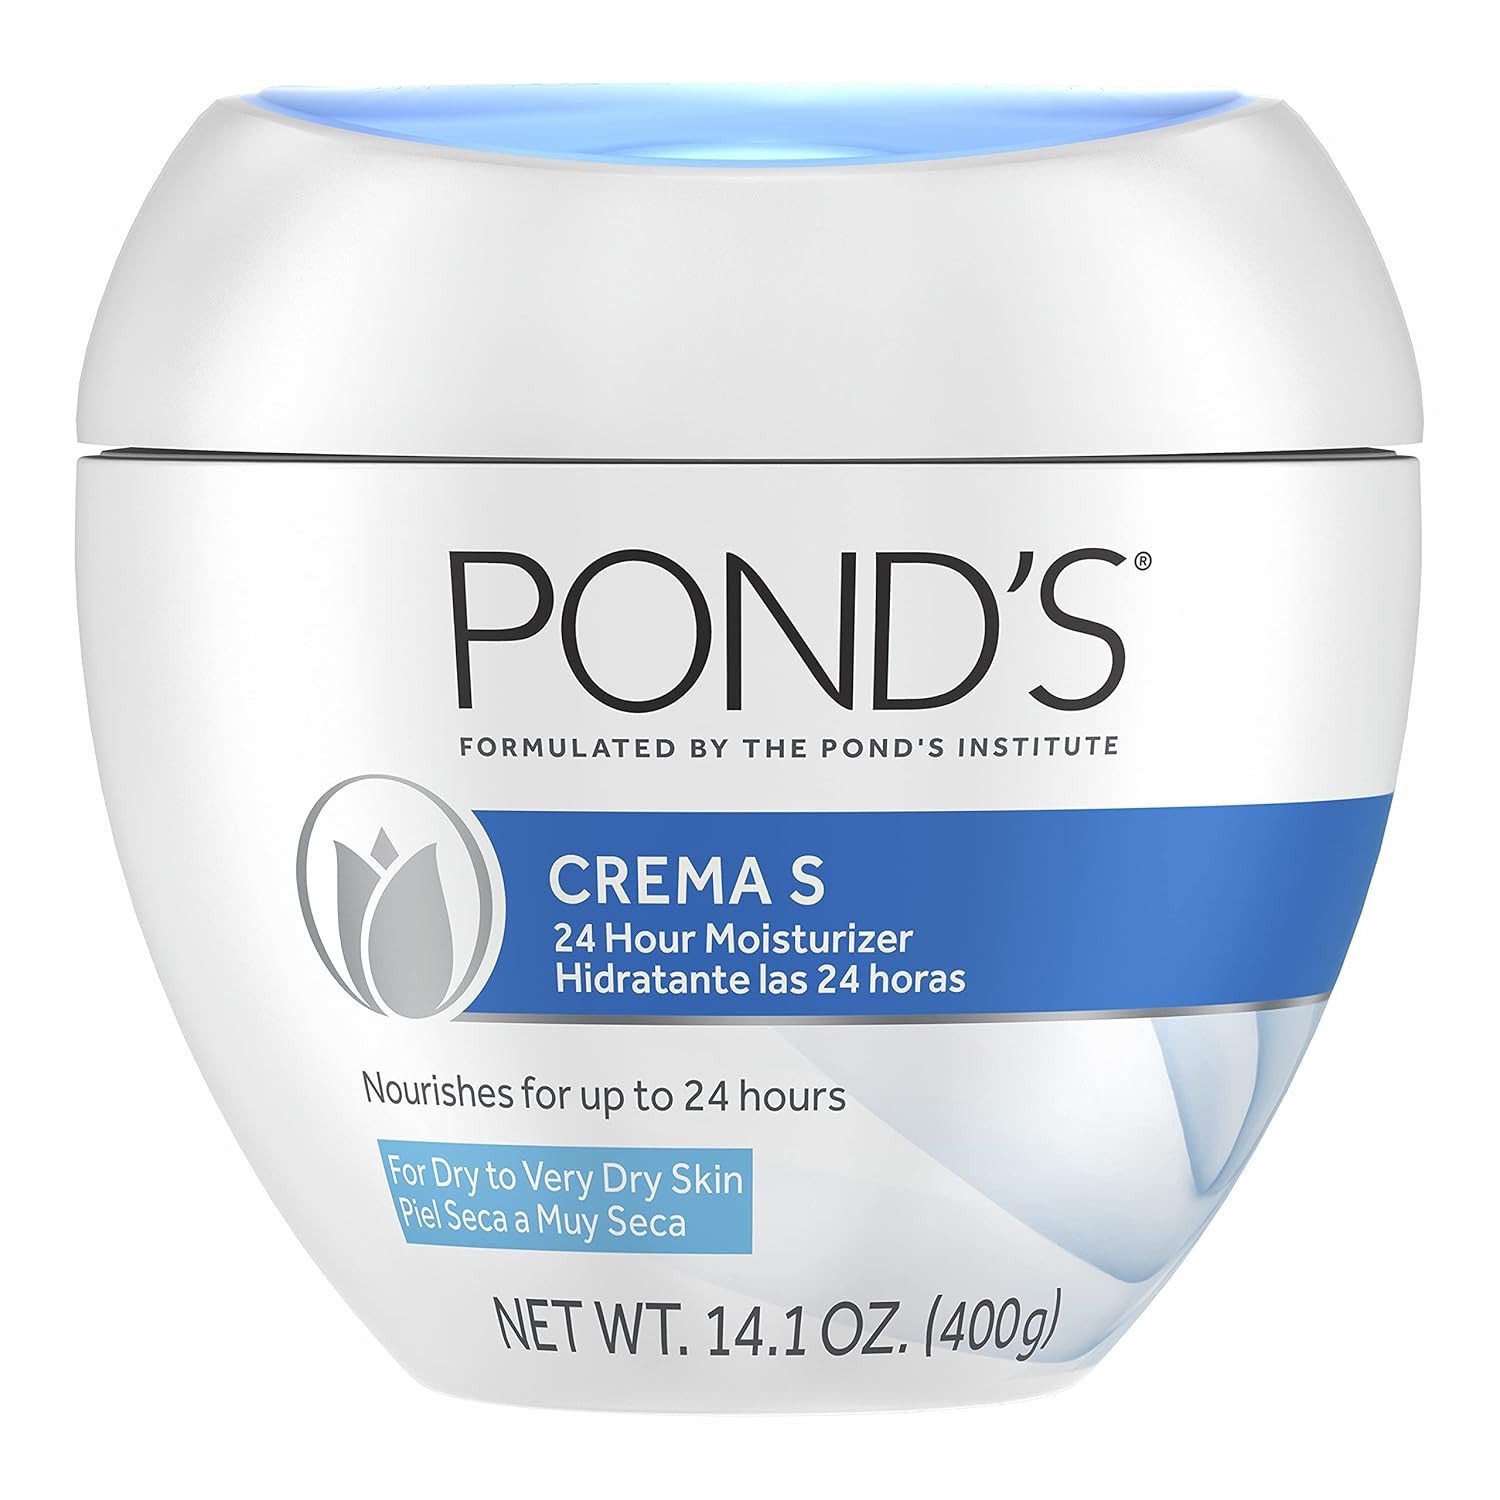 POND'S®
FORMULATED BY THE POND'S INSTITUTE
CREMA S
24 Hour Moisturizer
Hidratante las 24 horas
Nourishes for up to 24 hours
For Dry to Very Dry Skin
Piel Seca a Muy Seca
NET WT. 14.1 OZ. (400g)